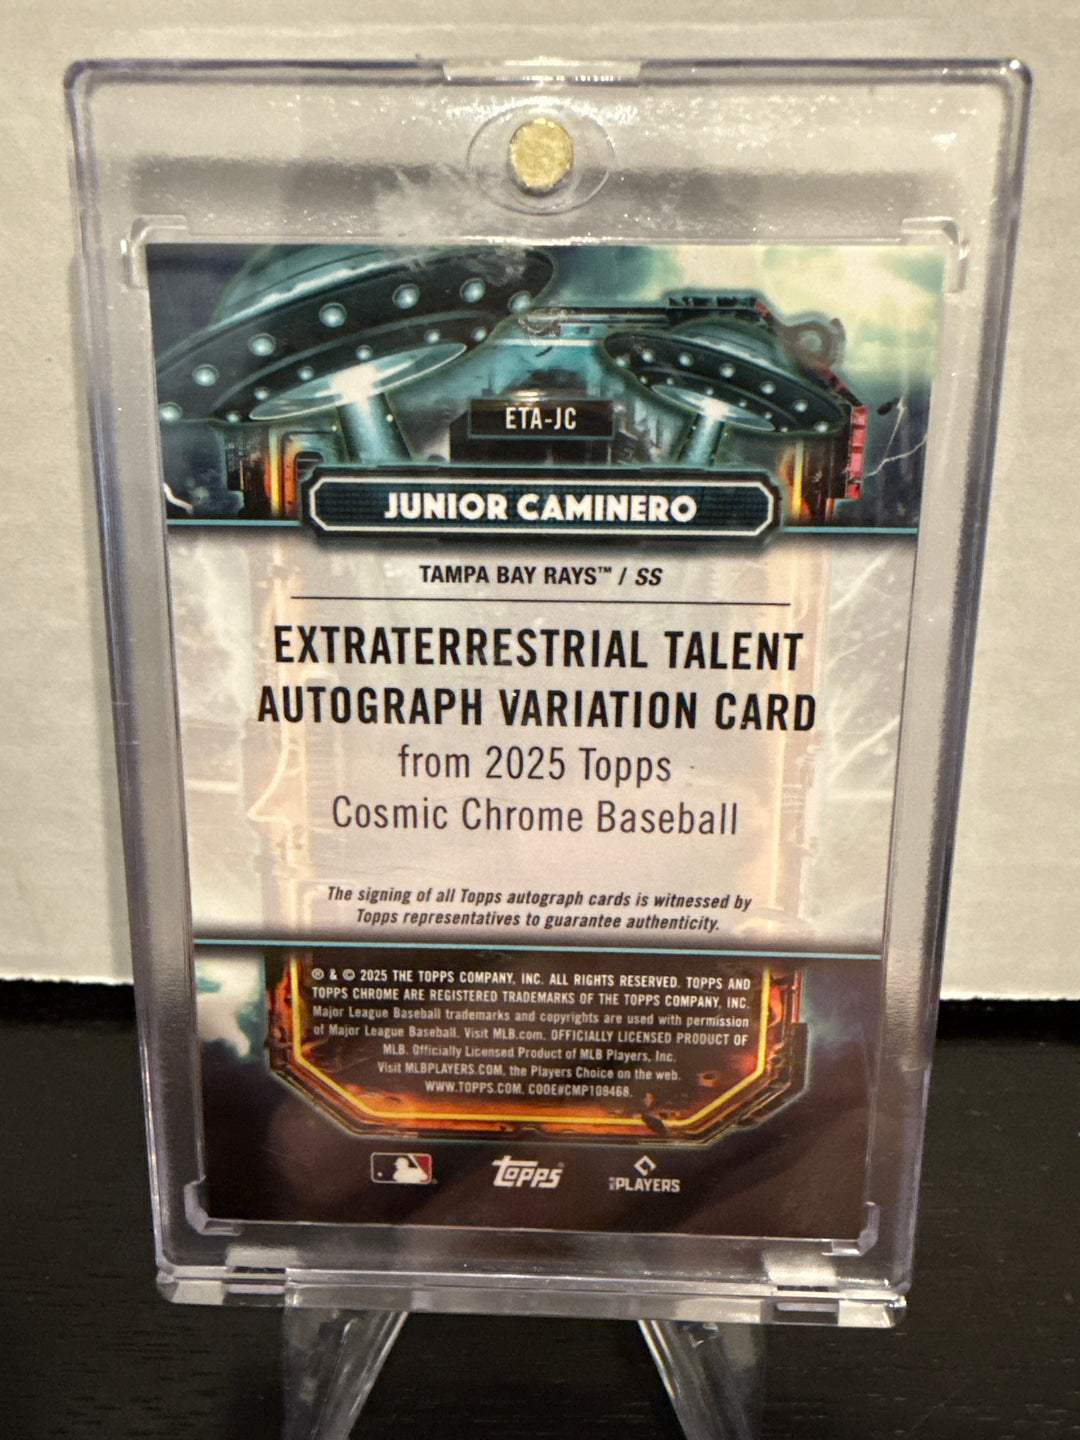 ETA-JC
JUNIOR CAMINERO
TAMPA BAY RAYS™ / SS
EXTRATERRESTRIAL TALENT
AUTOGRAPH VARIATION CARD
from 2025 Topps
Cosmic Chrome Baseball
The signing of all Topps autograph cards is witnessed by
Topps representatives to guarantee authenticity.
® & © 2025 THE TOPPS COMPANY, INC. ALL RIGHTS RESERVED. TOPPS AND
TOPPS CHROME ARE REGISTERED TRADEMARKS OF THE TOPPS COMPANY, INC.
Major League Baseball trademarks and copyrights are used with permission
of Major League Baseball. Visit MLB.com. OFFICIALLY LICENSED PRODUCT OF
MLB. Officially Licensed Product of MLB Players, Inc.
Visit MLBPLAYERS.COM, the Players Choice on the web.
WWW.TOPPS.COM. CODE#CMP109468.
topps® PLAYERS